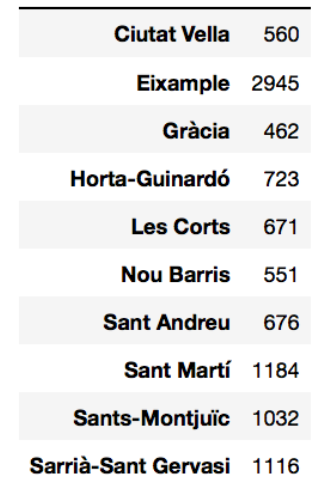 Ciutat Vella 560
Eixample 2945
Gràcia 462
Horta-Guinardó 723
Les Corts 671
Nou Barris 551
Sant Andreu 676
Sant Martí 1184
Sants-Montjuïc 1032
Sarrià-Sant Gervasi 1116